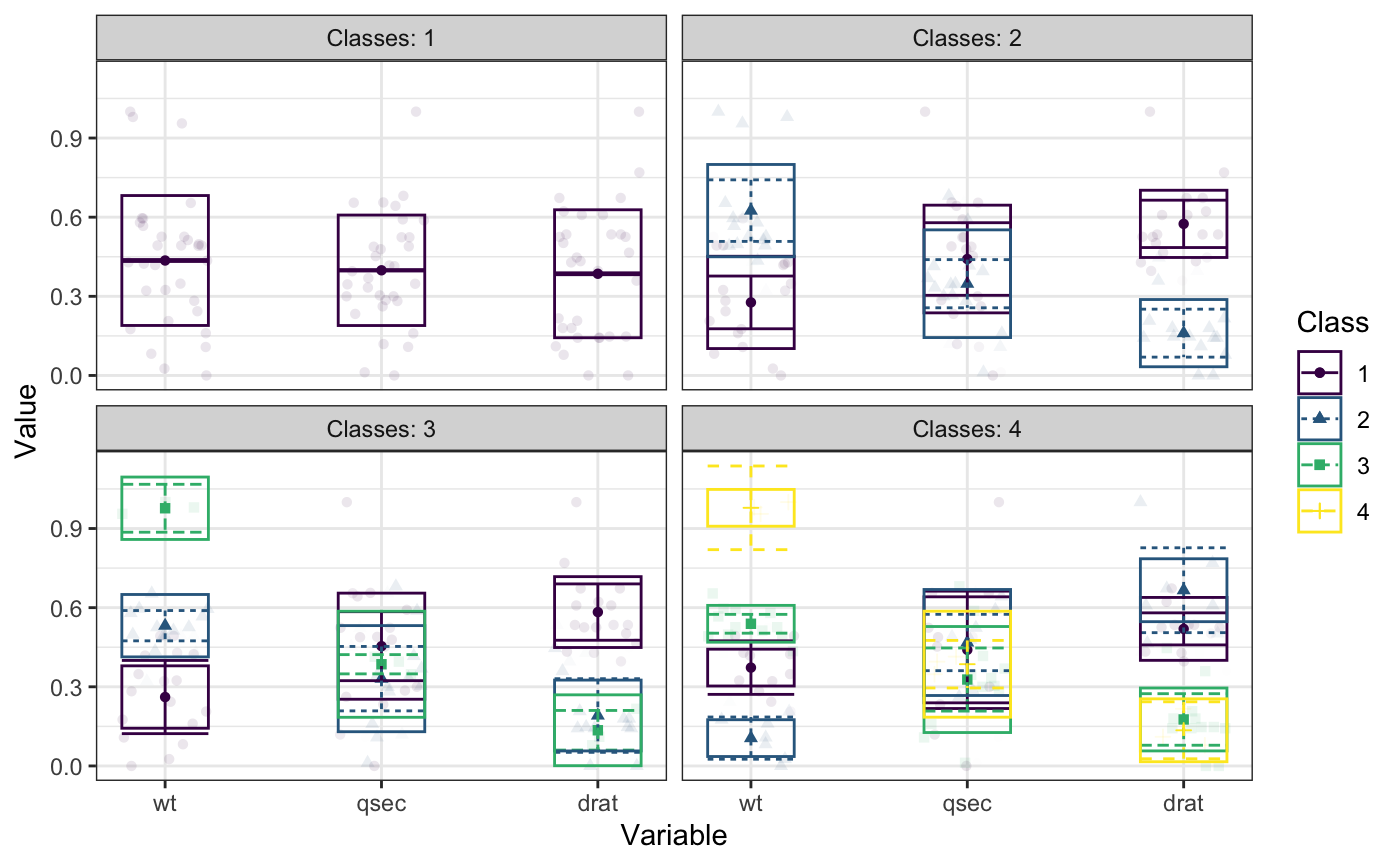 Classes: 1
Classes: 2
0.9
0.6
0.3
0.0
Classes: 3
Classes: 4
0.9
0.6
0.3
0.0
wt
qsec
drat
wt
qsec
drat
Variable
Value
Class
1
2
3
4